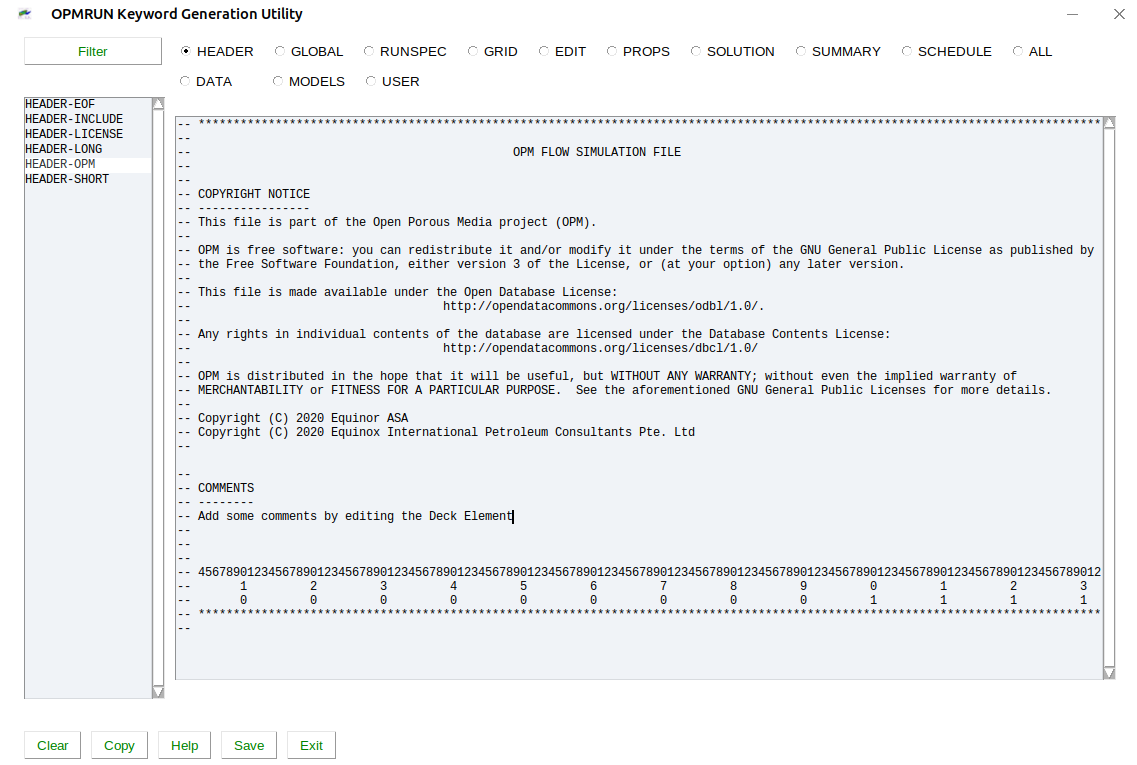 OPMRUN Keyword Generation Utility
Filter
HEADER GLOBAL RUNSPEC GRID EDIT PROPS SOLUTION SUMMARY SCHEDULE ALL
DATA MODELS USER
HEADER-EOF
HEADER-INCLUDE
HEADER-LICENSE
HEADER-LONG
HEADER-OPM
HEADER-SHORT
-- *********************************************************************************************************************************
--
-- OPM FLOW SIMULATION FILE
--
--
-- COPYRIGHT NOTICE
-- ----------------
-- This file is part of the Open Porous Media project (OPM).
--
-- OPM is free software: you can redistribute it and/or modify it under the terms of the GNU General Public License as published by
-- the Free Software Foundation, either version 3 of the License, or (at your option) any later version.
--
-- This file is made available under the Open Database License:
-- http://opendatacommons.org/licenses/odbl/1.0/.
--
-- Any rights in individual contents of the database are licensed under the Database Contents License:
-- http://opendatacommons.org/licenses/dbcl/1.0/
--
-- OPM is distributed in the hope that it will be useful, but WITHOUT ANY WARRANTY; without even the implied warranty of
-- MERCHANTABILITY or FITNESS FOR A PARTICULAR PURPOSE.  See the aforementioned GNU General Public Licenses for more details.
--
-- Copyright (C) 2020 Equinor ASA
-- Copyright (C) 2020 Equinox International Petroleum Consultants Pte. Ltd
--
--
-- COMMENTS
-- --------
-- Add some comments by editing the Deck Element
--
--
--
-- 456789012345678901234567890123456789012345678901234567890123456789012345678901234567890123456789012345678901234567890123456789012
-- 1 2 3 4 5 6 7 8 9 0 1 2 3
-- 0 0 0 0 0 0 0 0 0 1 1 1 1
-- *********************************************************************************************************************************
--
Clear Copy Help Save Exit